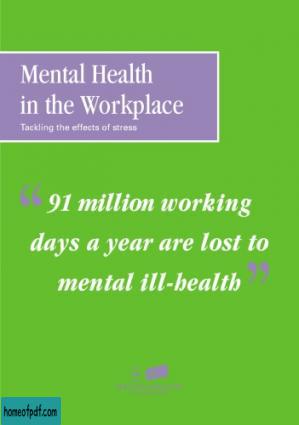 Mental Health
in the Workplace
Tackling the effects of stress
“ 91 million working
days a year are lost to
mental ill-health ”
homeofpdf.com